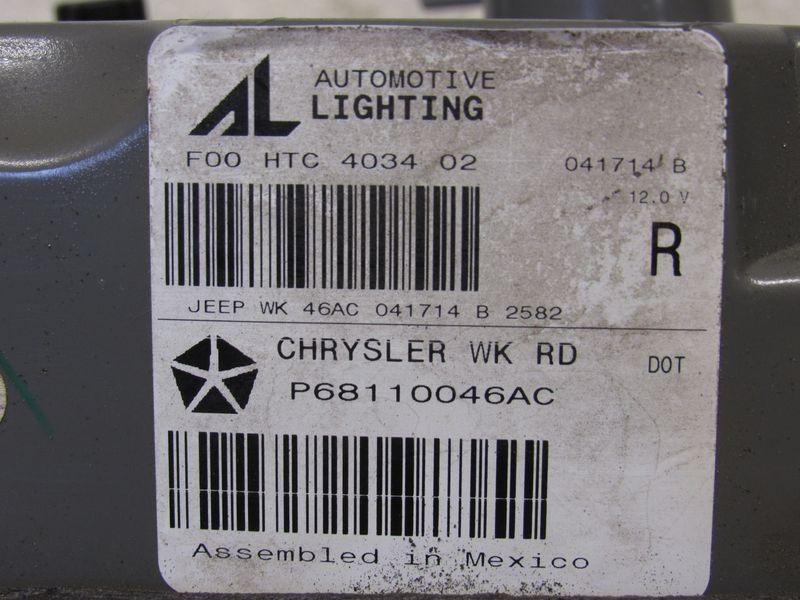 AL AUTOMOTIVE
LIGHTING
F00 HTC 4034 02 041714 B
12.0 V
R
JEEP WK 46AC 041714 B 2582
CHRYSLER WK RD DOT
P68110046AC
Assembled in Mexico